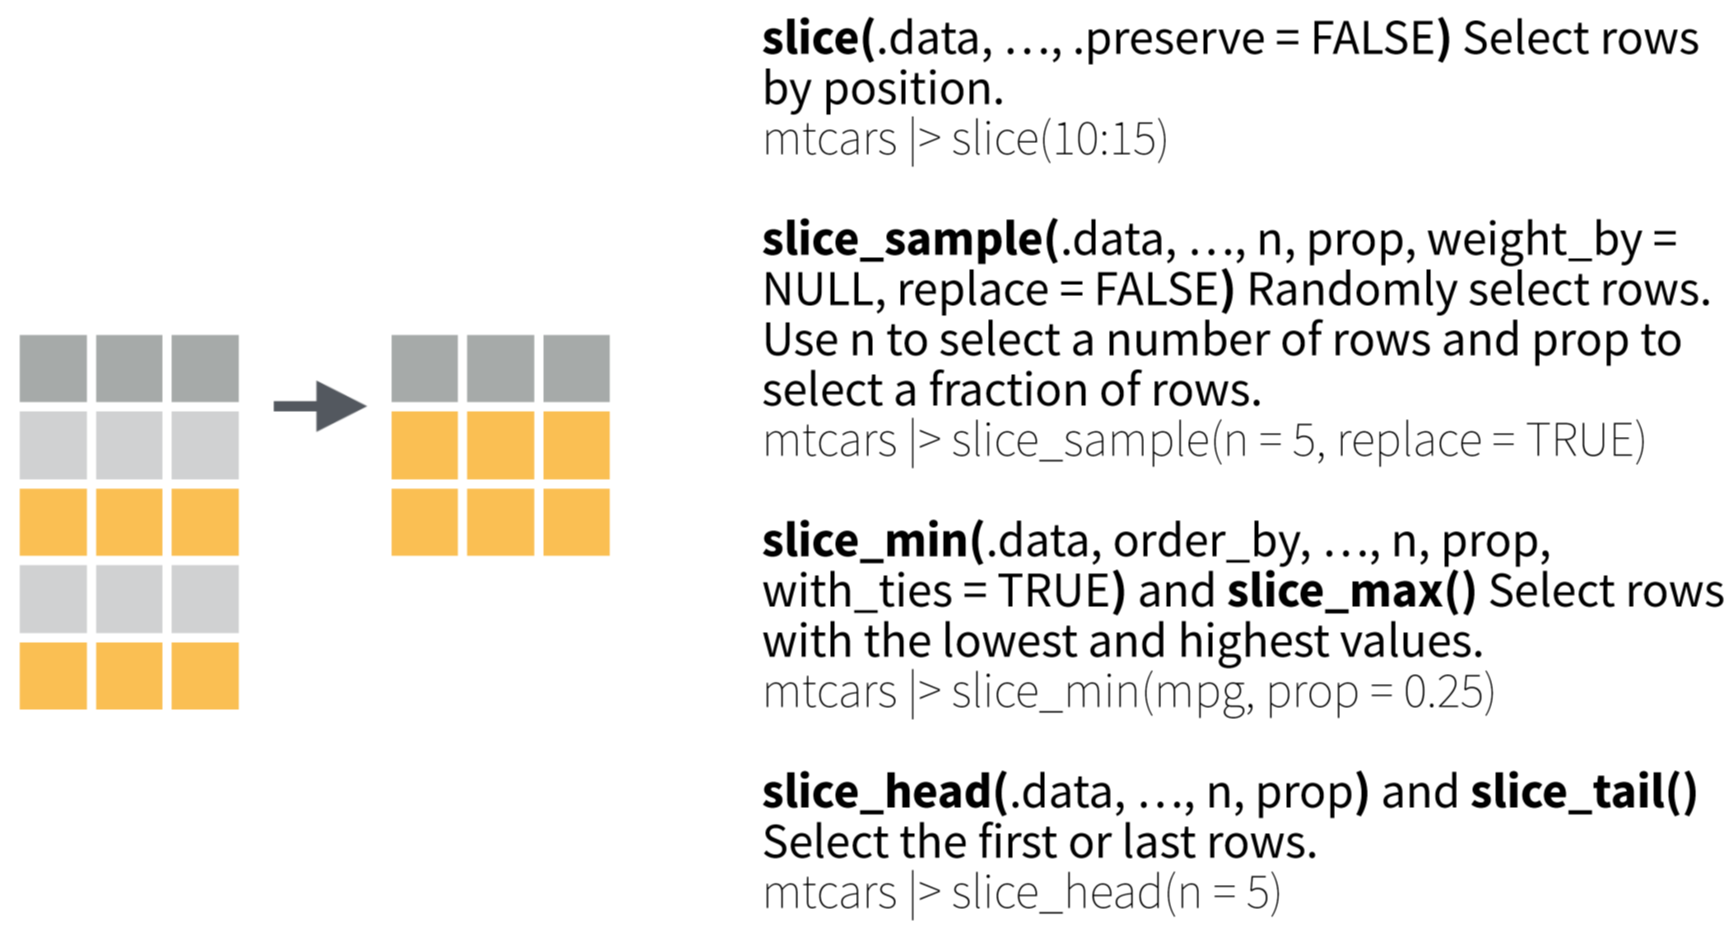 slice(.data, …, .preserve = FALSE) Select rows
by position.
mtcars |> slice(10:15)
slice_sample(.data, …, n, prop, weight_by =
NULL, replace = FALSE) Randomly select rows.
Use n to select a number of rows and prop to
select a fraction of rows.
mtcars |> slice_sample(n = 5, replace = TRUE)
slice_min(.data, order_by, …, n, prop,
with_ties = TRUE) and slice_max() Select rows
with the lowest and highest values.
mtcars |> slice_min(mpg, prop = 0.25)
slice_head(.data, …, n, prop) and slice_tail()
Select the first or last rows.
mtcars |> slice_head(n = 5)